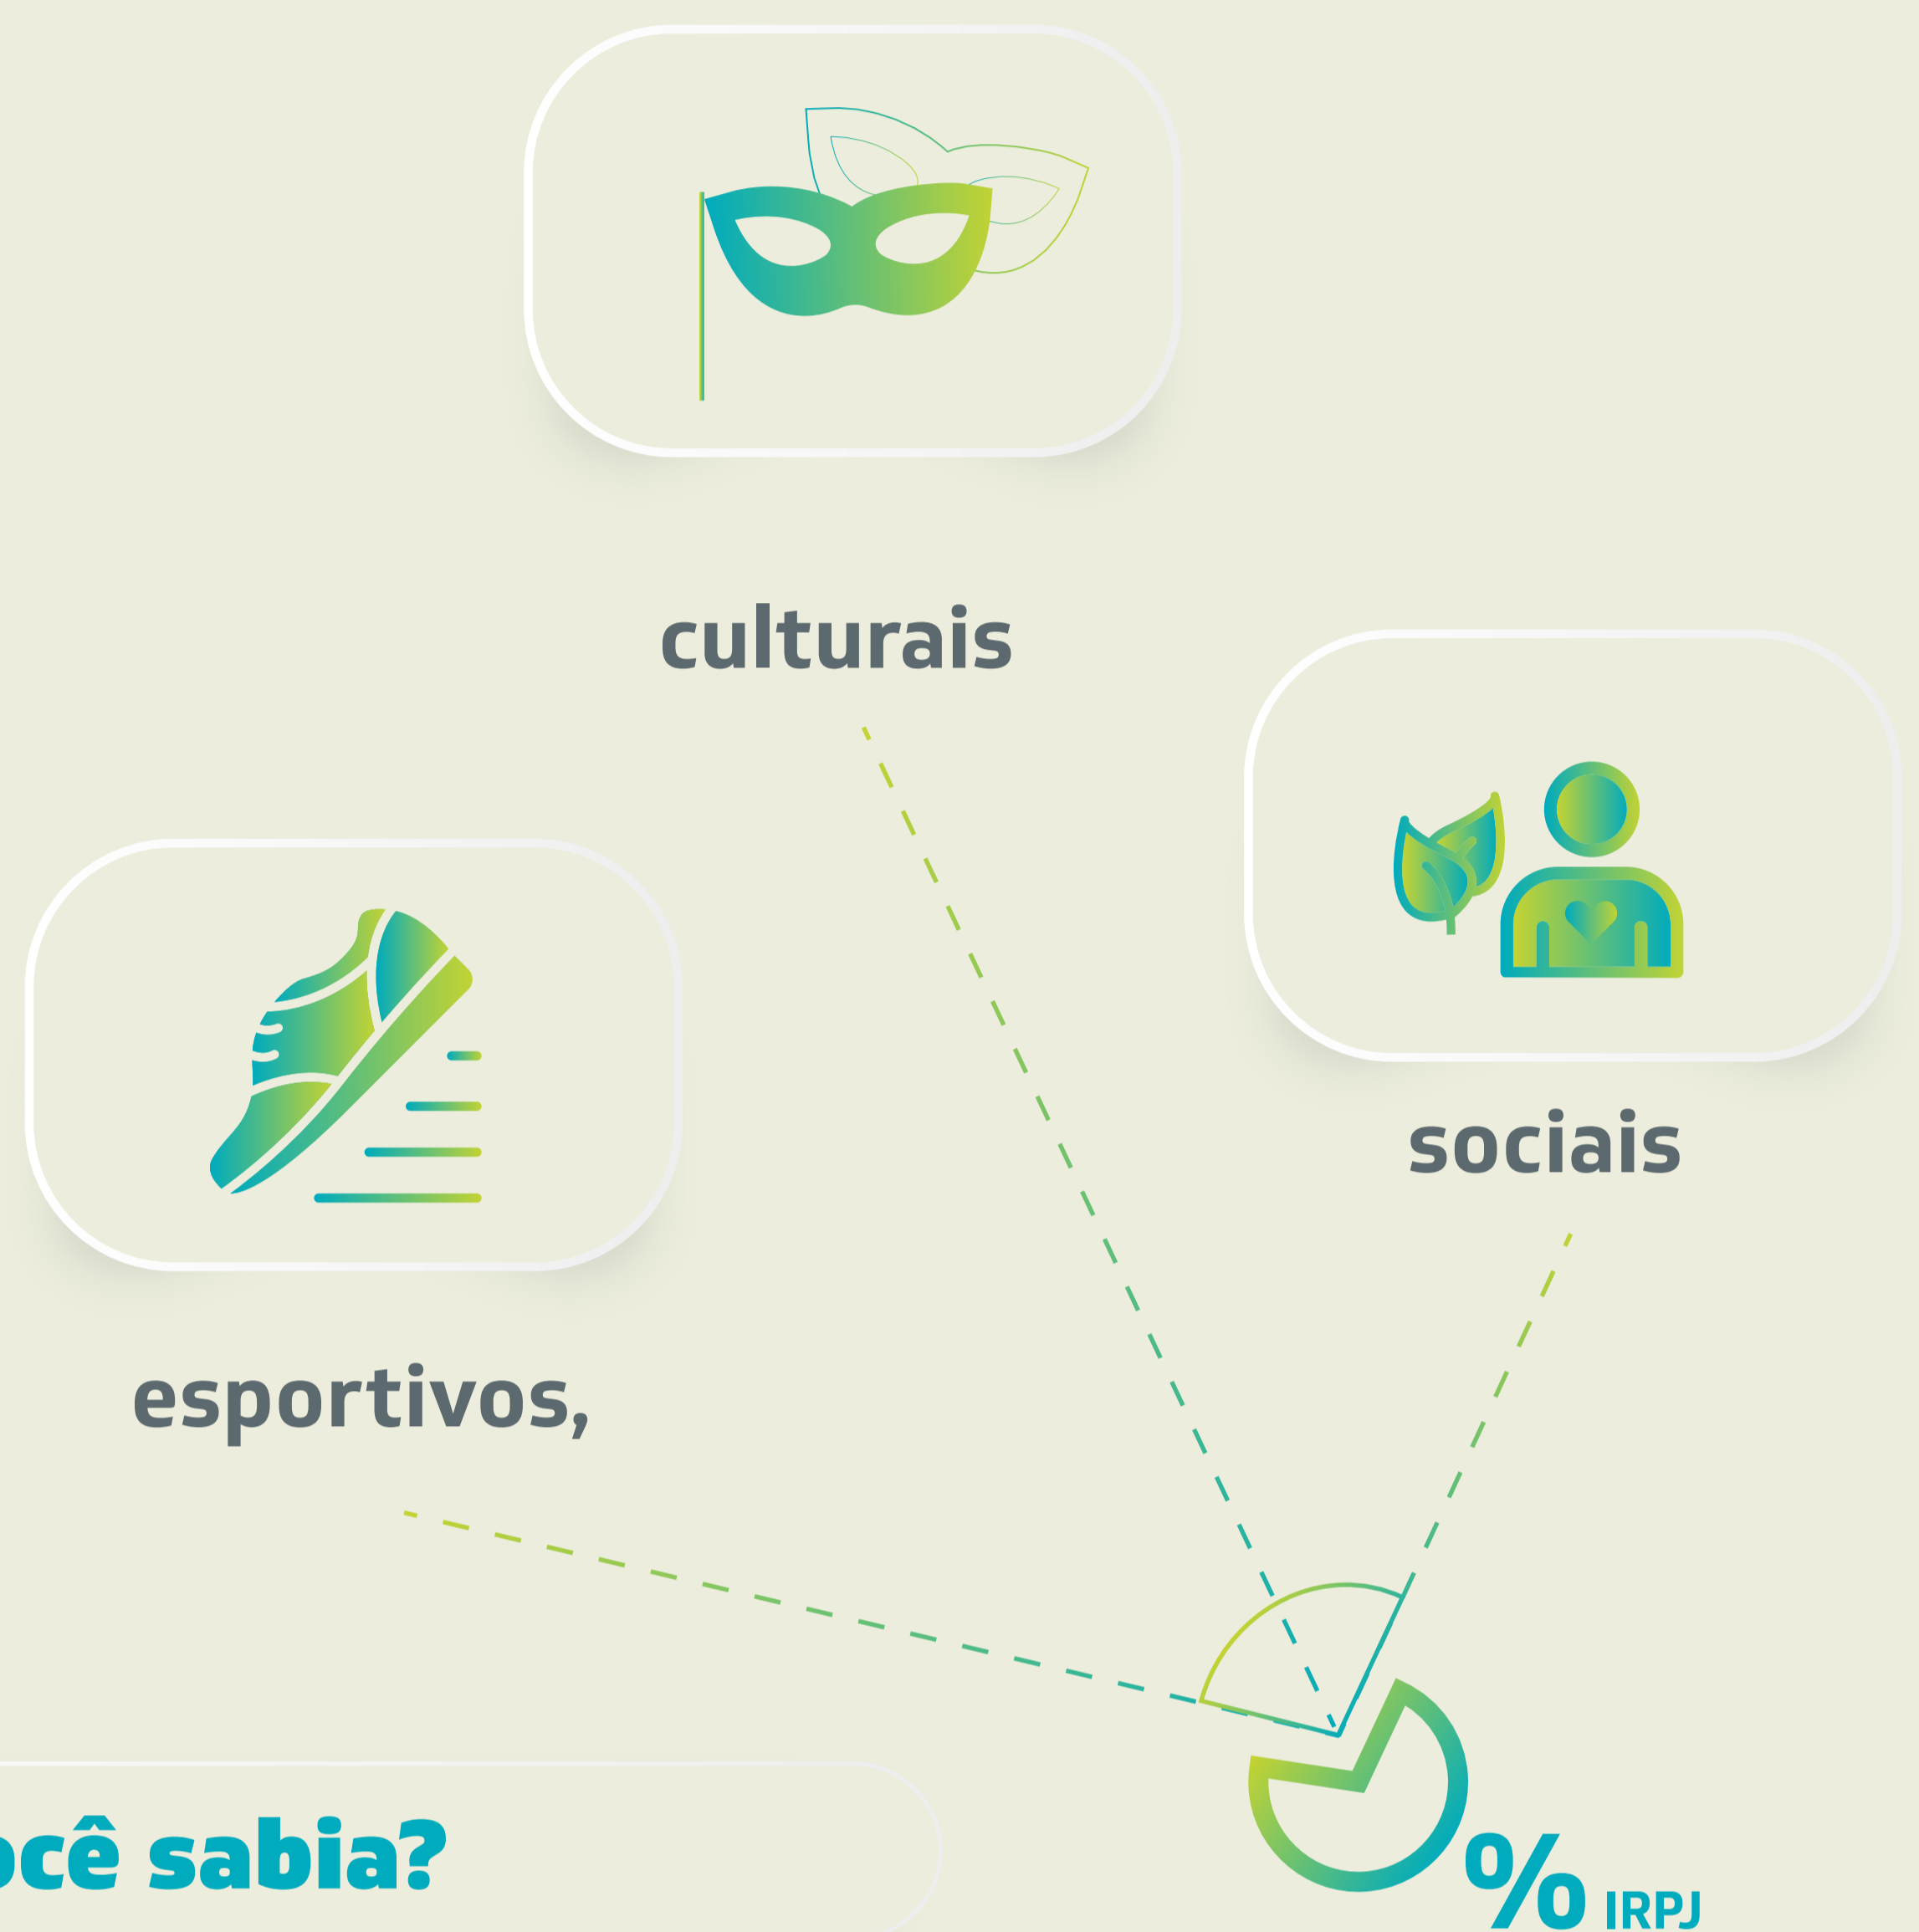 culturais
sociais
esportivos,
ocê sabia?
% IRPJ